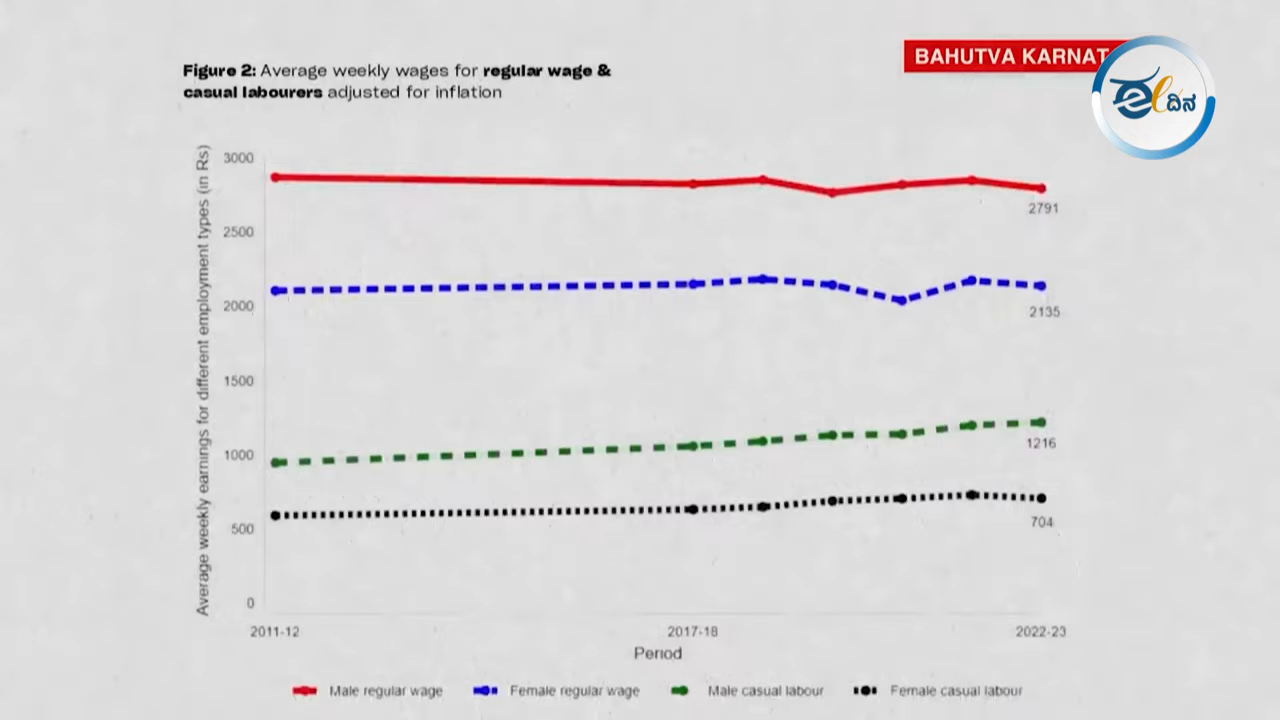 BAHUTVA KARNAT
ಈ ದಿನ
Figure 2: Average weekly wages for regular wage &
casual labourers adjusted for inflation
Average weekly earnings for different employment types (in Rs)
3000
2500
2000
1500
1000
500
0
2791
2135
1216
704
2011-12
2017-18
2022-23
Period
Male regular wage
Female regular wage
Male casual labour
Female casual labour